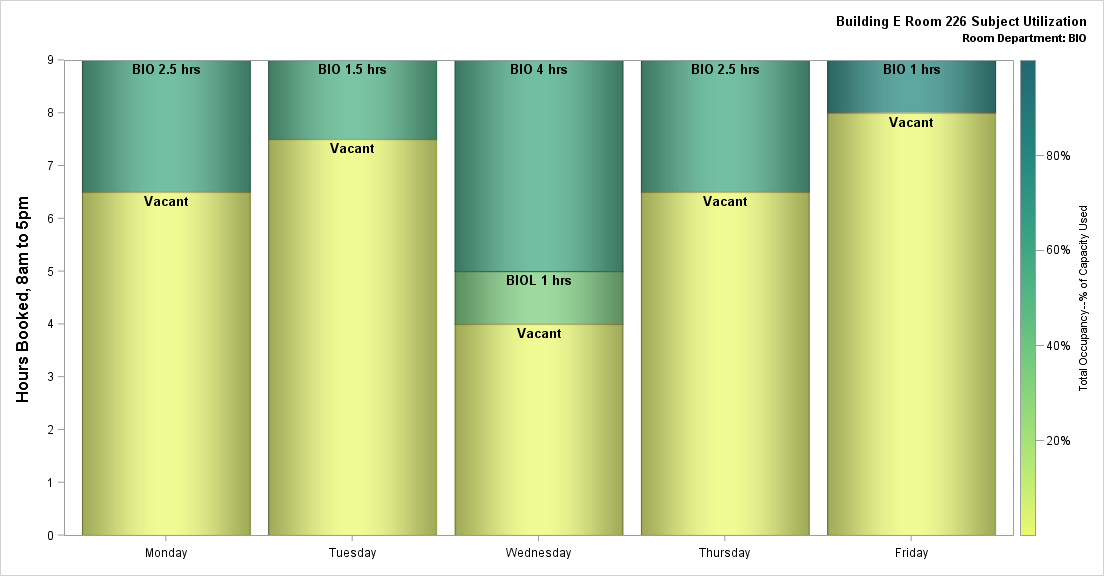 Building E Room 226 Subject Utilization
Room Department: BIO
Hours Booked, 8am to 5pm
9
8
7
6
5
4
3
2
1
0
BIO 2.5 hrs
Vacant
BIO 1.5 hrs
Vacant
BIO 4 hrs
BIOL 1 hrs
Vacant
BIO 2.5 hrs
Vacant
BIO 1 hrs
Vacant
Monday
Tuesday
Wednesday
Thursday
Friday
80%
60%
40%
20%
Total Occupancy--% of Capacity Used